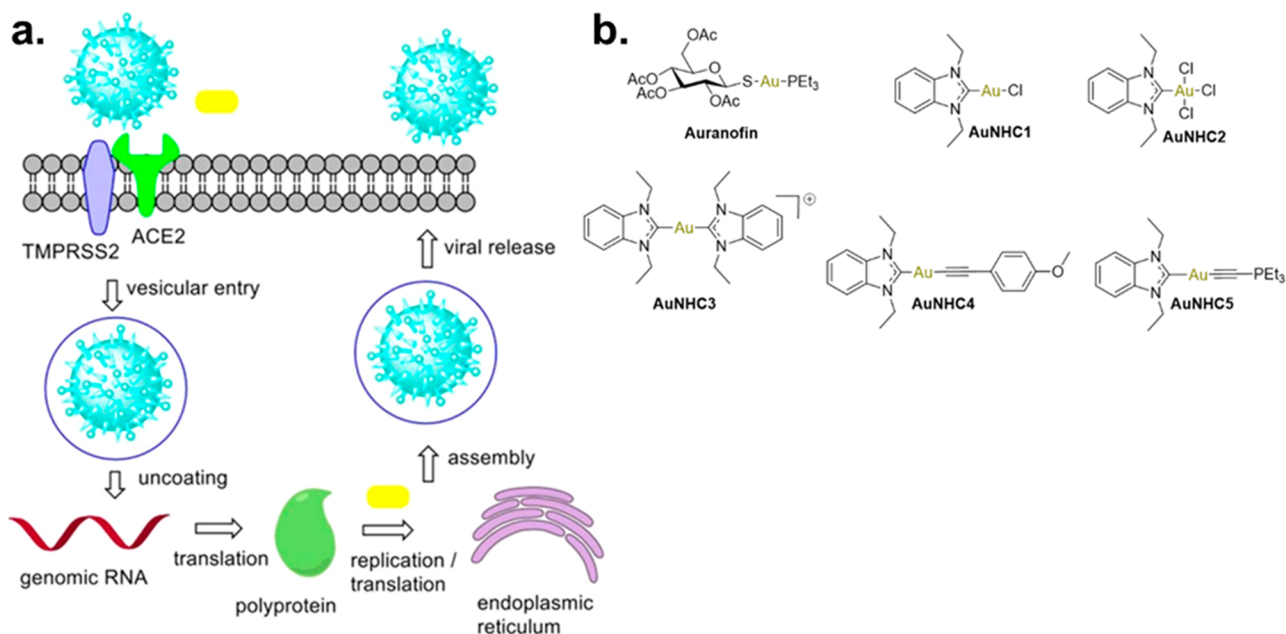 a.
TMPRSS2
ACE2
vesicular entry
viral release
uncoating
assembly
genomic RNA
translation
polyprotein
replication /
translation
endoplasmic
reticulum
b.
OAc
AcO
AcO
O
OAc
S
Au
PEt3
Auranofin
N
N
Au
Cl
AuNHC1
N
N
Au
Cl
Cl
Cl
AuNHC2
N
N
Au
N
N
+
AuNHC3
N
N
Au
O
AuNHC4
N
N
Au
PEt3
AuNHC5